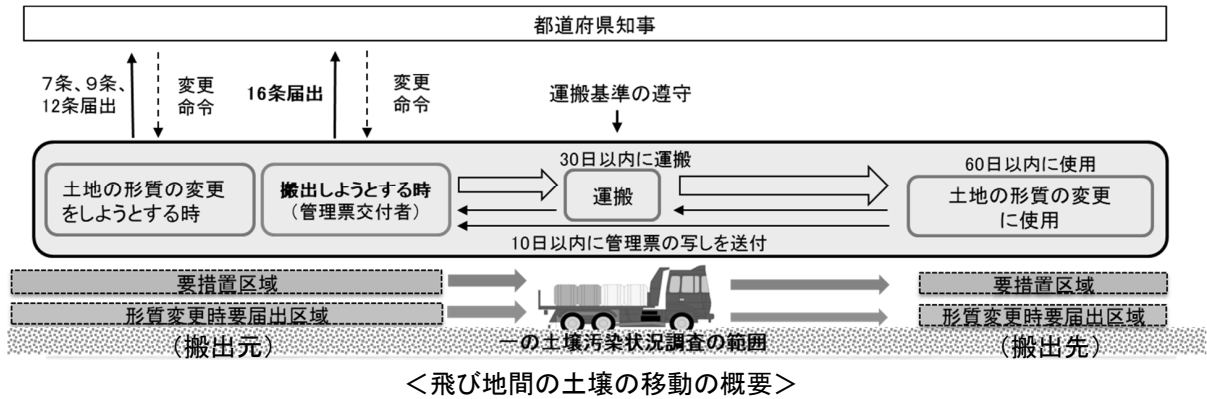 都道府県知事
7条、9条、
12条届出
変更
命令
16条届出
変更
命令
運搬基準の遵守
土地の形質の変更
をしようとする時
搬出しようとする時
(管理票交付者)
30日以内に運搬
運搬
60日以内に使用
土地の形質の変更
に使用
10日以内に管理票の写しを送付
要措置区域
形質変更時要届出区域
(搬出元)
一の土壌汚染状況調査の範囲
要措置区域
形質変更時要届出区域
(搬出先)
＜飛び地間の土壌の移動の概要＞